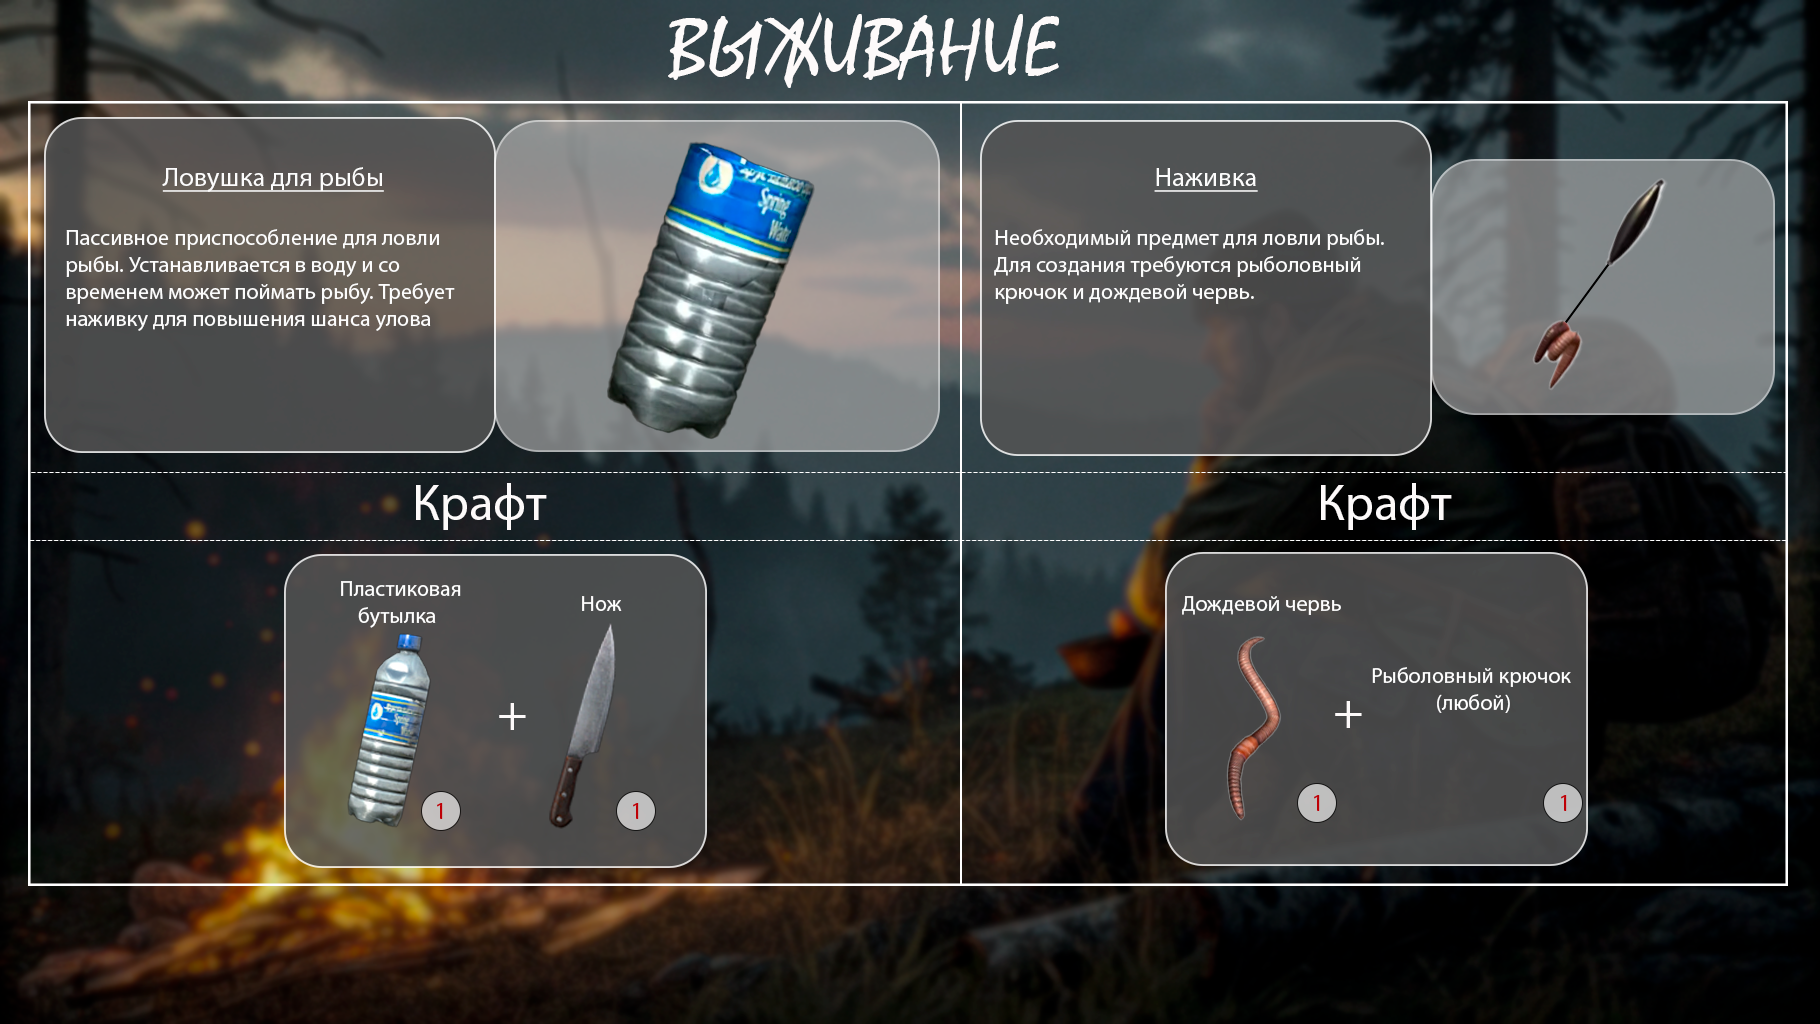 ВЫЖИВАНИЕ
Ловушка для рыбы
Пассивное приспособление для ловли
рыбы. Устанавливается в воду и со
временем может поймать рыбу. Требует
наживку для повышения шанса улова
Spring
Water
Наживка
Необходимый предмет для ловли рыбы.
Для создания требуются рыболовный
крючок и дождевой червь.
Крафт
Крафт
Пластиковая
бутылка
Нож
Spring
+
1
1
Дождевой червь
+
Рыболовный крючок
(любой)
1
1